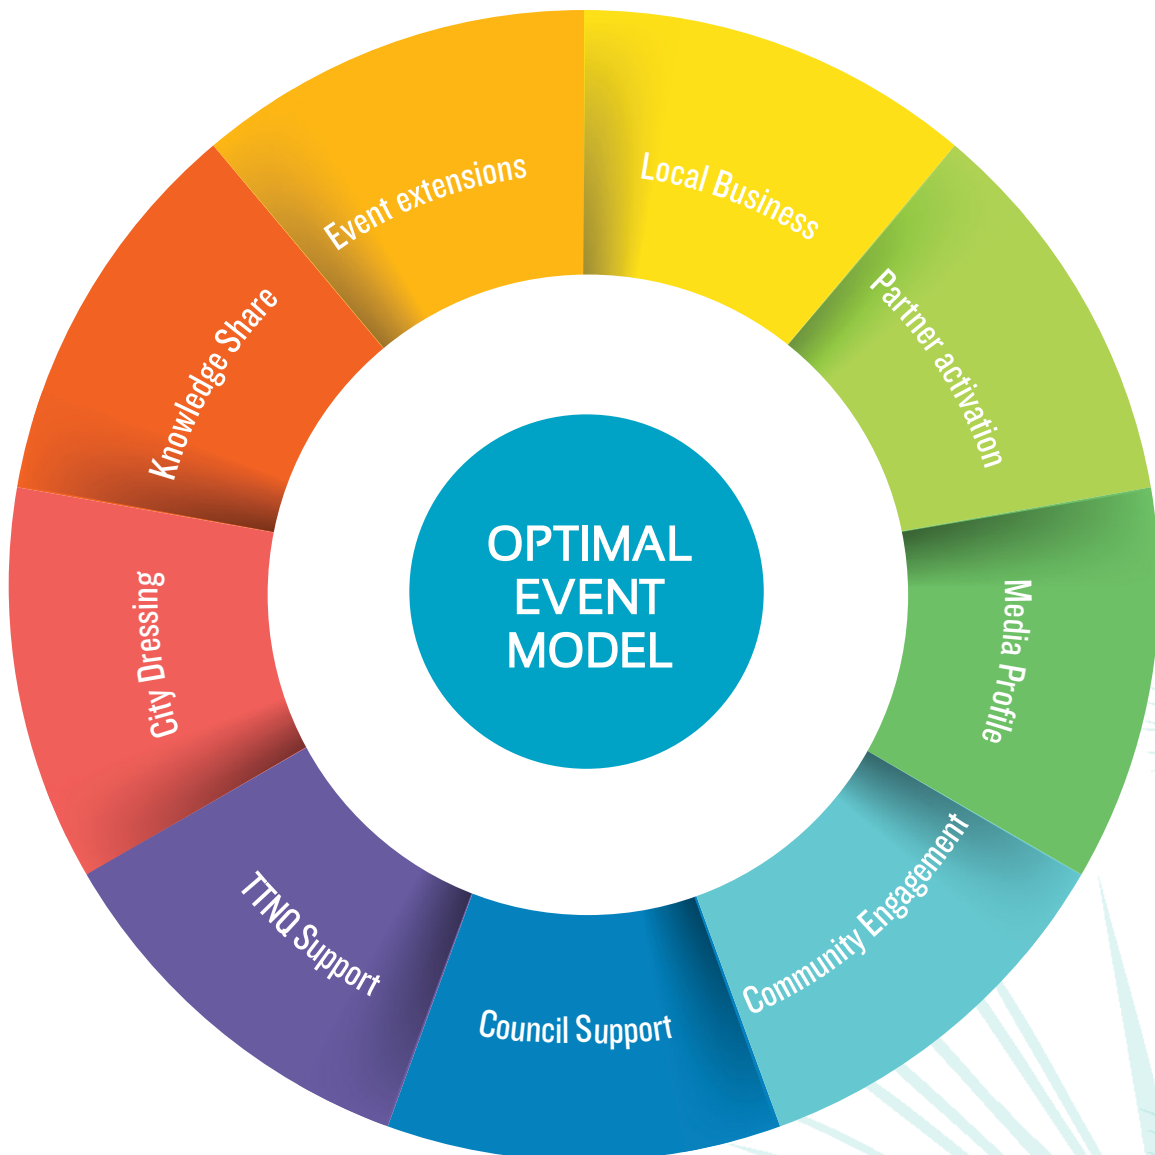 Local Business
Partner activation
Media Profile
Community Engagement
Council Support
TTNQ Support
City Dressing
Knowledge Share
Event extensions
OPTIMAL
EVENT
MODEL